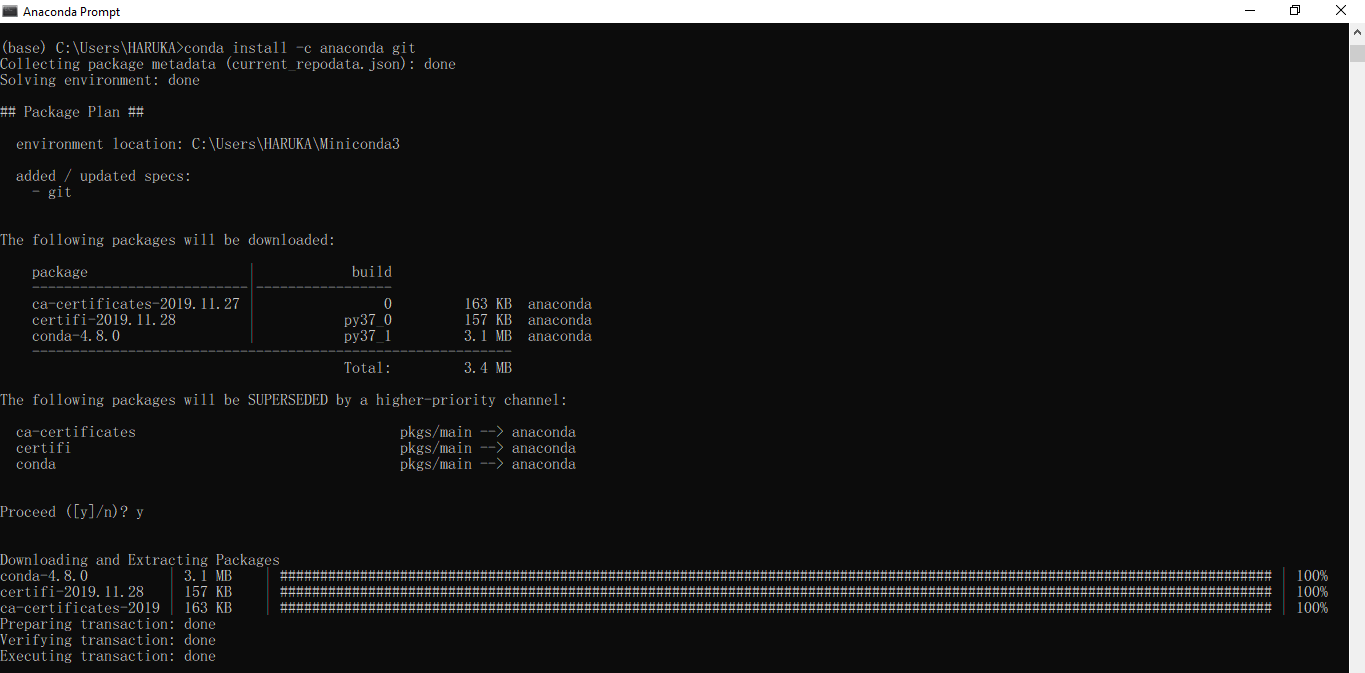 Anaconda Prompt
(base) C:\Users\HARUKA>conda install -c anaconda git
Collecting package metadata (current_repodata.json): done
Solving environment: done
## Package Plan ##
  environment location: C:\Users\HARUKA\Miniconda3
  added / updated specs:
    - git
The following packages will be downloaded:
    package                    |            build
    ---------------------------|-----------------
    ca-certificates-2019.11.27 |                0         163 KB  anaconda
    certifi-2019.11.28         |           py37_0         157 KB  anaconda
    conda-4.8.0                |           py37_1         3.1 MB  anaconda
    ------------------------------------------------------------
                                           Total:         3.4 MB
The following packages will be SUPERSEDED by a higher-priority channel:
  ca-certificates                                 pkgs/main --> anaconda
  certifi                                         pkgs/main --> anaconda
  conda                                           pkgs/main --> anaconda
Proceed ([y]/n)? y
Downloading and Extracting Packages
conda-4.8.0          | 3.1 MB    | ############################################################################################################################ | 100%
certifi-2019.11.28   | 157 KB    | ############################################################################################################################ | 100%
ca-certificates-2019 | 163 KB    | ############################################################################################################################ | 100%
Preparing transaction: done
Verifying transaction: done
Executing transaction: done